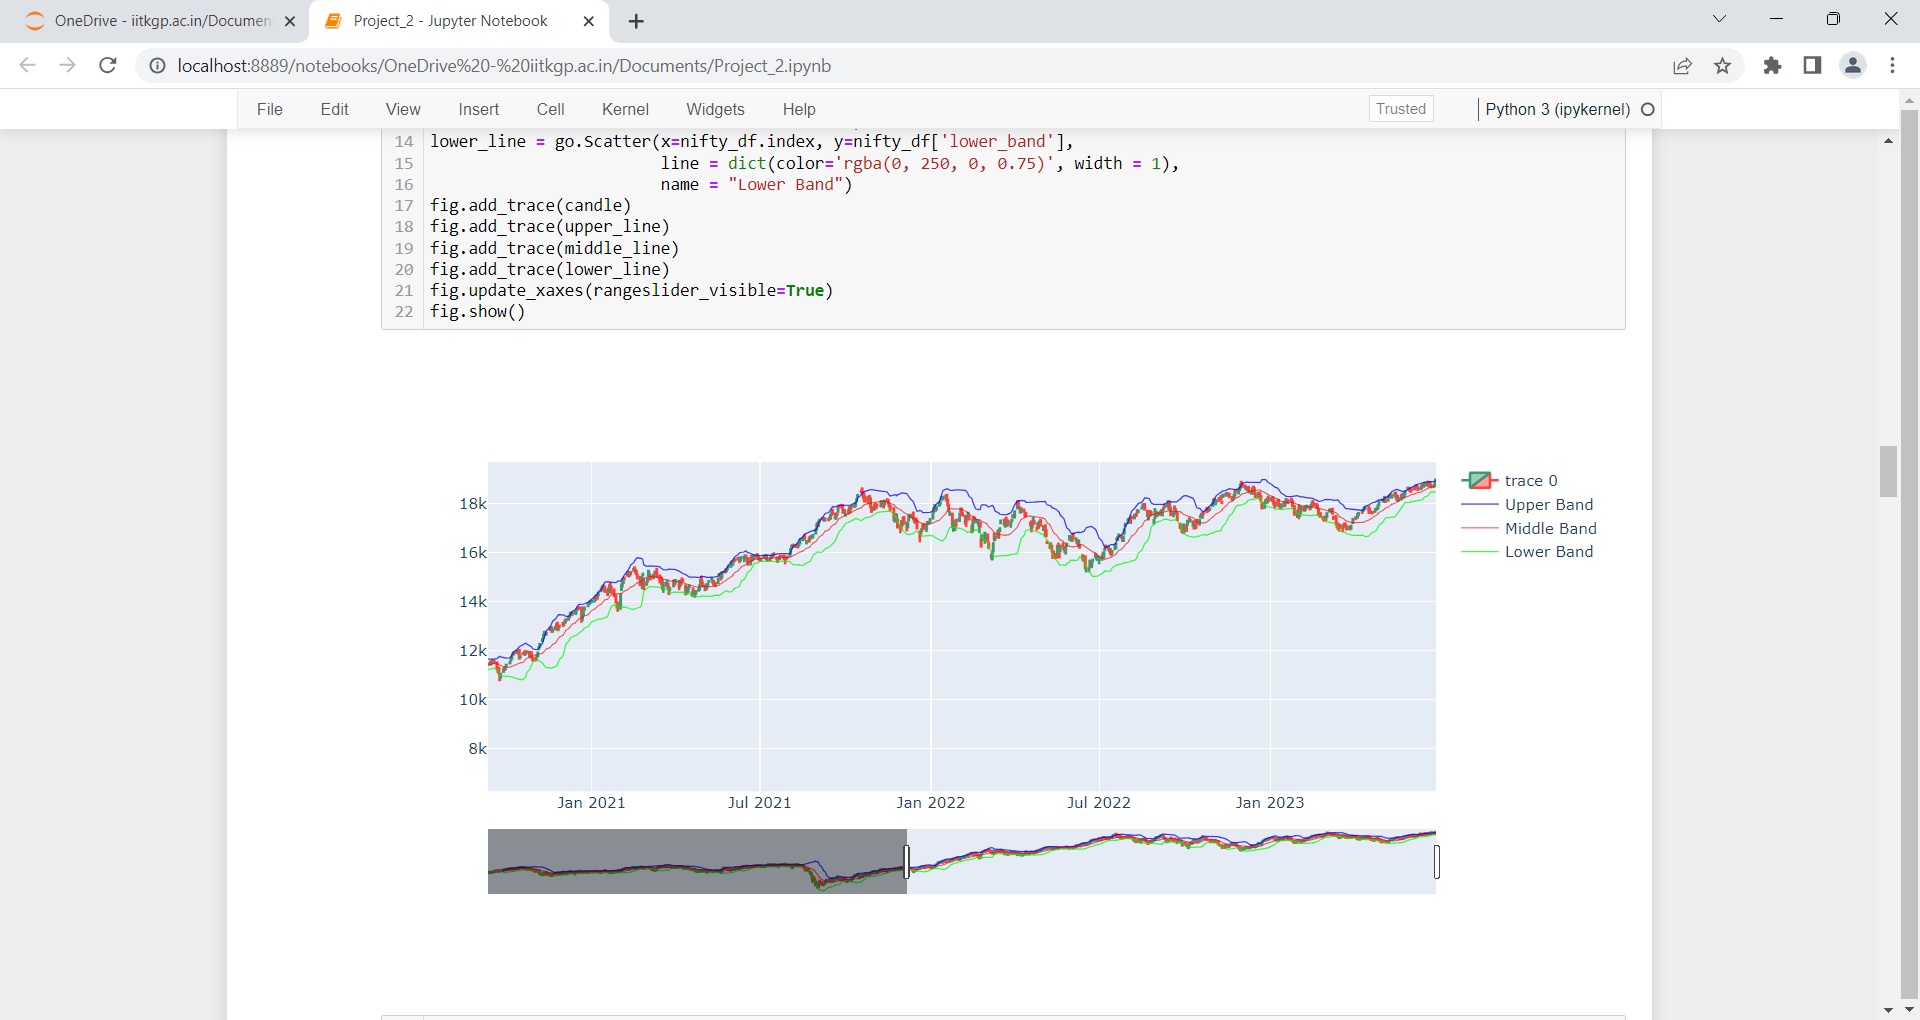 OneDrive - iitkgp.ac.in/Documen
Project_2 - Jupyter Notebook
localhost:8889/notebooks/OneDrive%20-%20iitkgp.ac.in/Documents/Project_2.ipynb
File Edit View Insert Cell Kernel Widgets Help Trusted Python 3 (ipykernel)
14 lower_line = go.Scatter(x=nifty_df.index, y=nifty_df['lower_band'],
15 line = dict(color='rgba(0, 250, 0, 0.75)', width = 1),
16 name = "Lower Band")
17 fig.add_trace(candle)
18 fig.add_trace(upper_line)
19 fig.add_trace(middle_line)
20 fig.add_trace(lower_line)
21 fig.update_xaxes(rangeslider_visible=True)
22 fig.show()
18k
16k
14k
12k
10k
8k
Jan 2021 Jul 2021 Jan 2022 Jul 2022 Jan 2023
trace 0
Upper Band
Middle Band
Lower Band